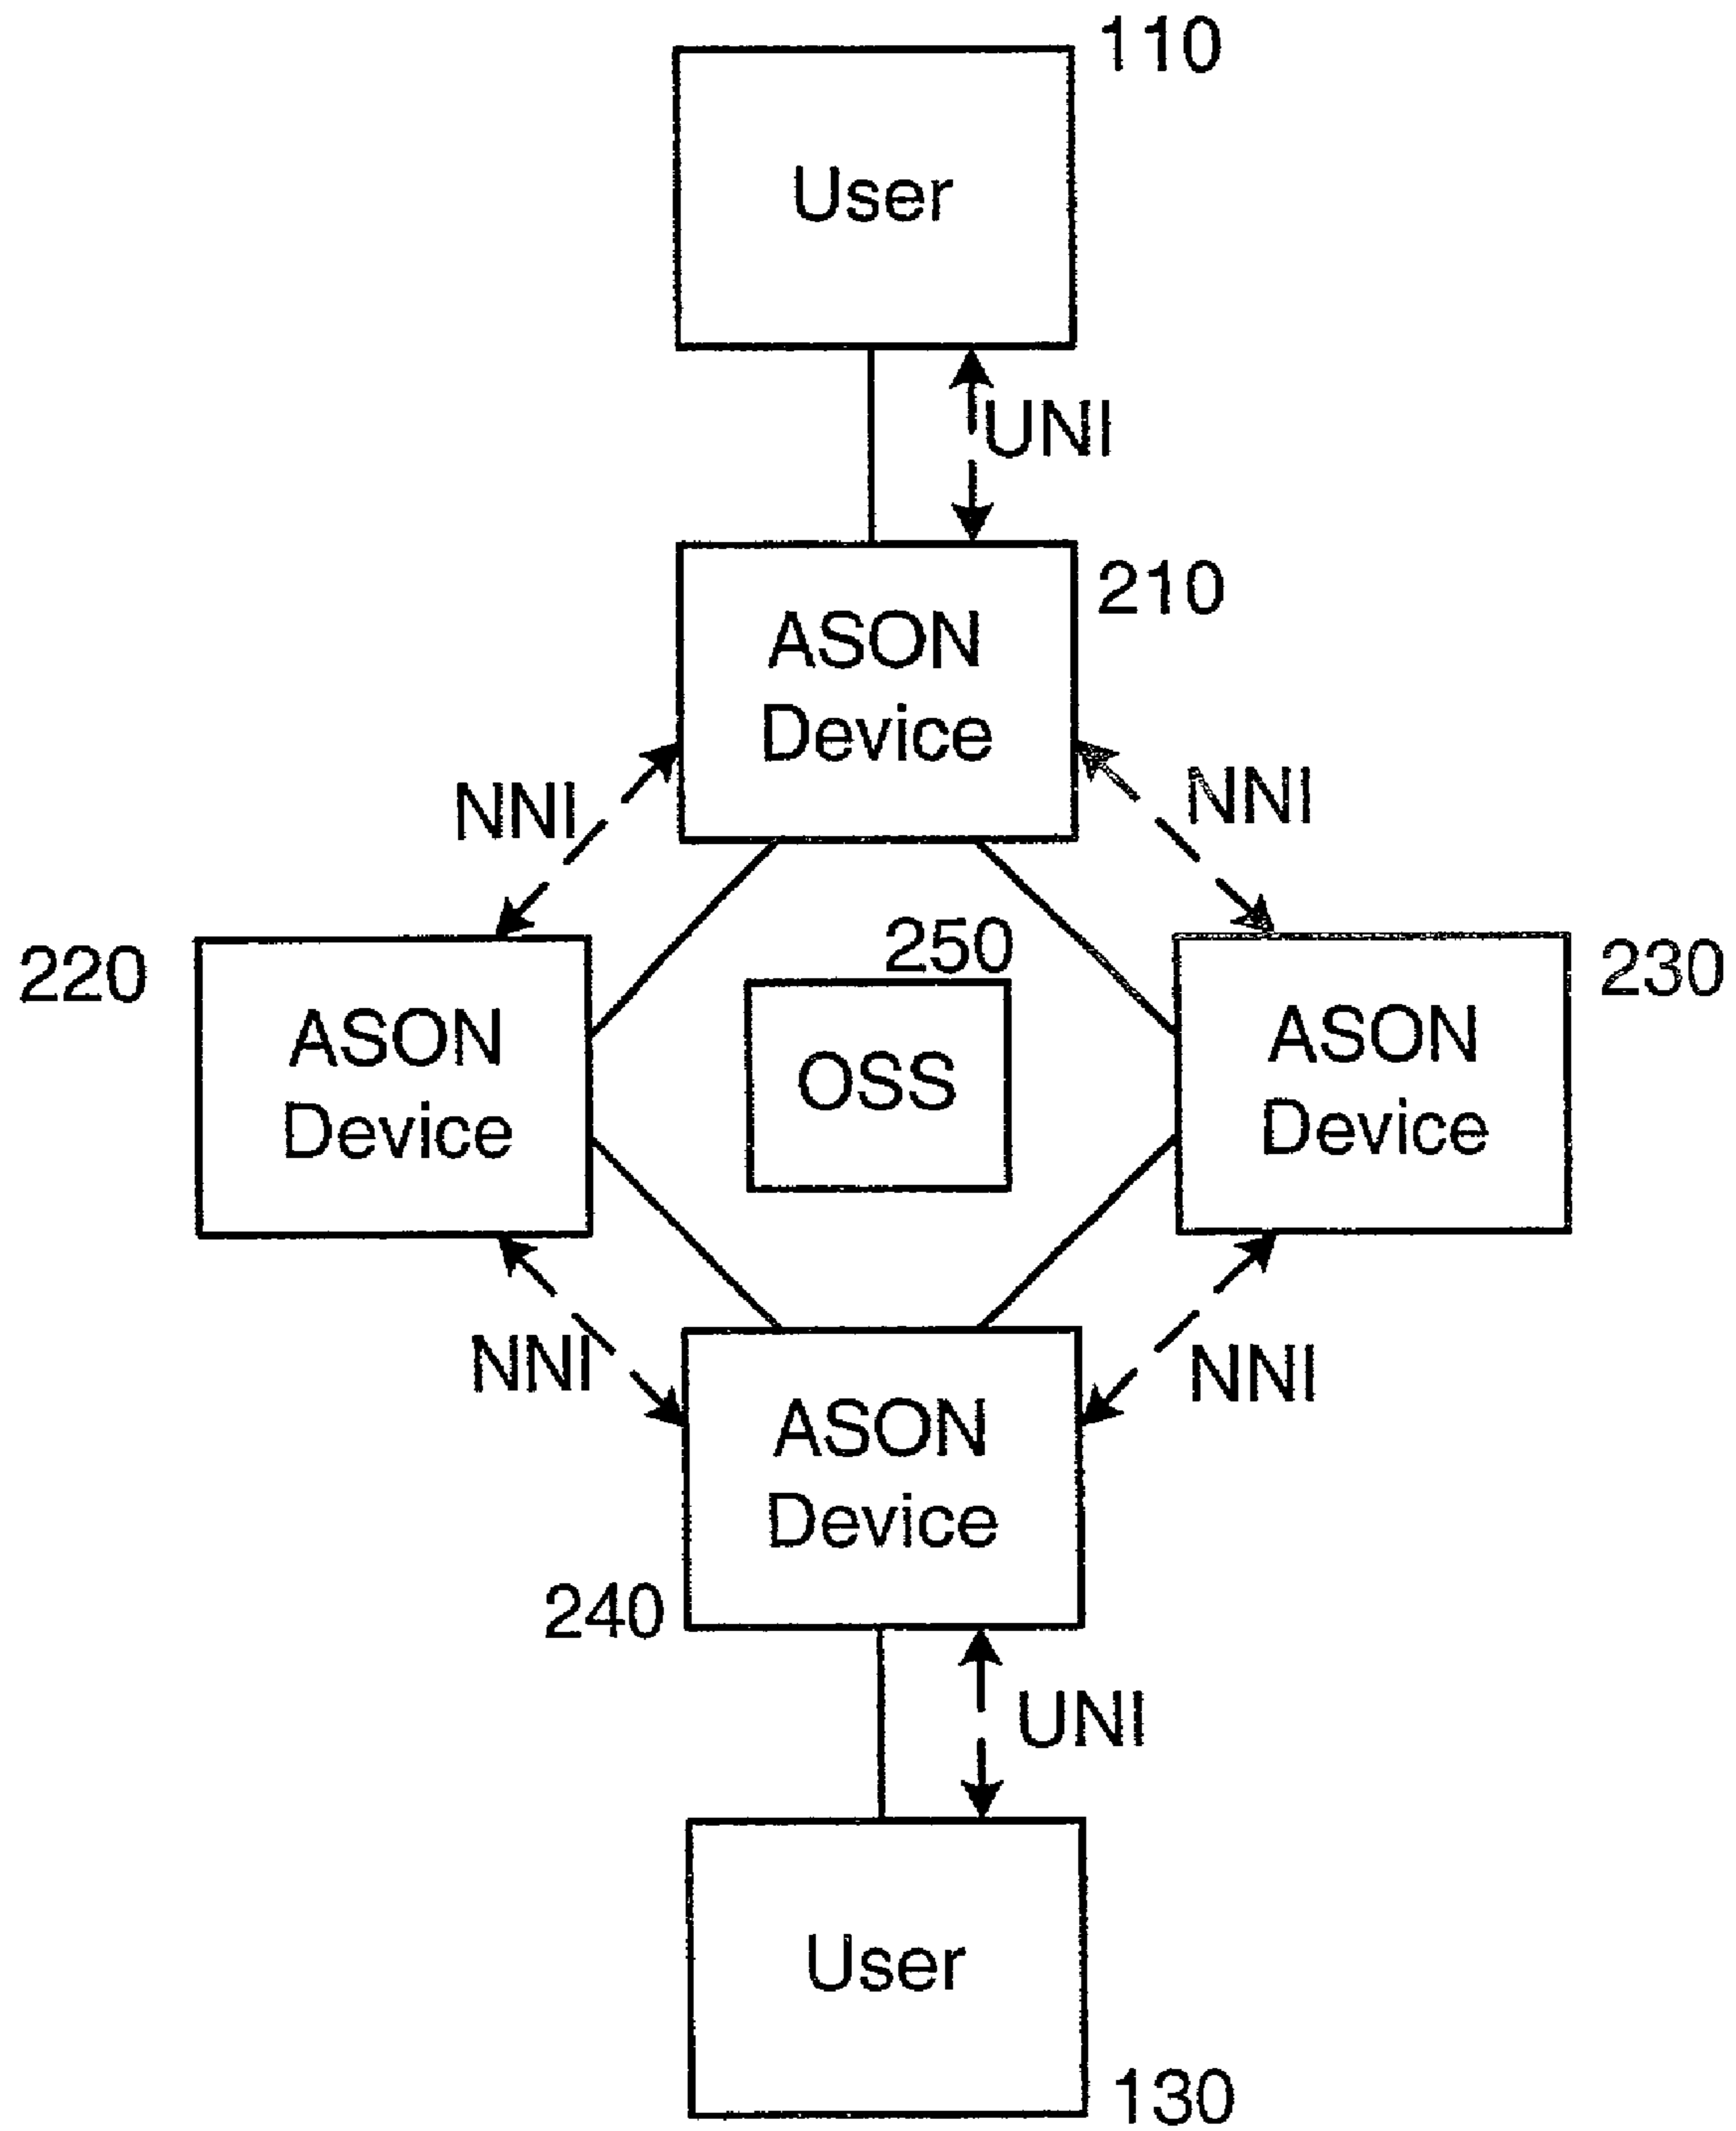 110
User
UNI
210
ASON
Device
NNI
NNI
220
ASON
Device
250
OSS
230
ASON
Device
NNI
NNI
ASON
Device
240
UNI
User
130